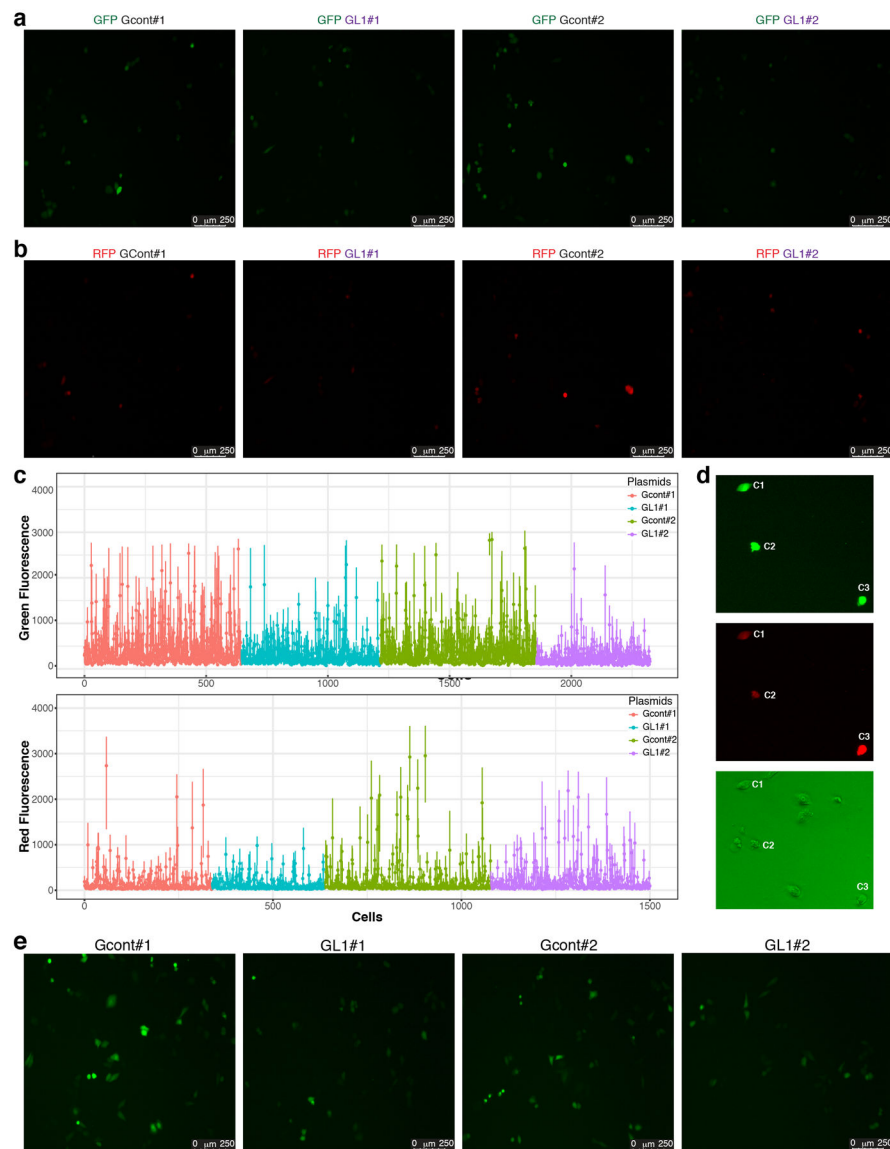 a
GFP Gcont#1
GFP GL1#1
GFP Gcont#2
GFP GL1#2
0 μm 250
0 μm 250
0 μm 250
0 μm 250
b
RFP GCont#1
RFP GL1#1
RFP Gcont#2
RFP GL1#2
0 μm 250
0 μm 250
0 μm 250
0 μm 250
c
Green Fluorescence
4000
3000
2000
1000
0
0
500
1000
1500
2000
Plasmids
Gcont#1
GL1#1
Gcont#2
GL1#2
Red Fluorescence
4000
3000
2000
1000
0
0
500
1000
1500
Cells
Plasmids
Gcont#1
GL1#1
Gcont#2
GL1#2
d
C1
C2
C3
C1
C2
C3
C1
C2
C3
e
Gcont#1
GL1#1
Gcont#2
GL1#2
0 μm 250
0 μm 250
0 μm 250
0 μm 250